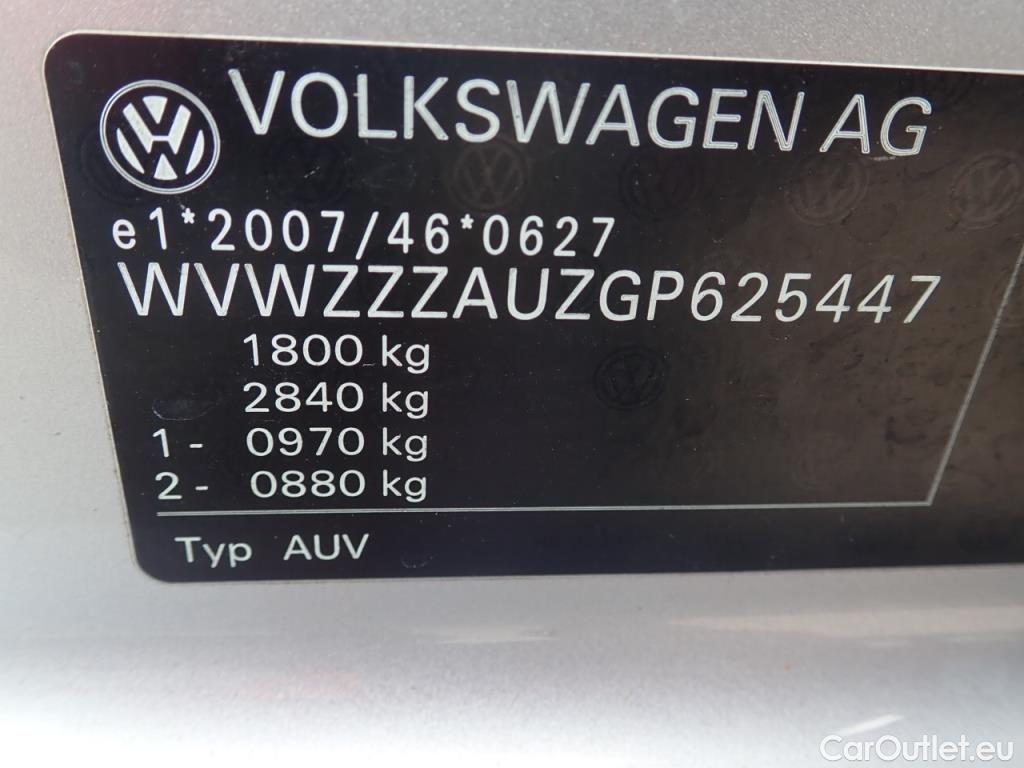 VOLKSWAGEN AG
e1*2007/46*0627
WVWZZZAUZGP625447
1800 kg
2840 kg
1 - 0970 kg
2 - 0880 kg
Typ AUV
CarOutlet.eu